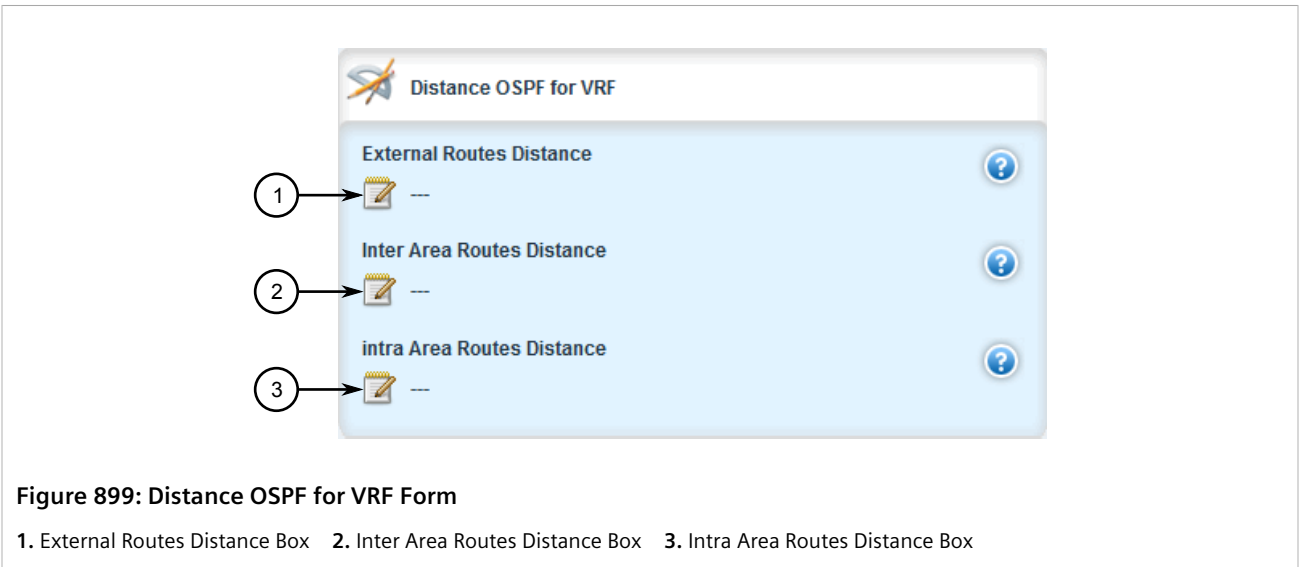 Distance OSPF for VRF
External Routes Distance
1
---
Inter Area Routes Distance
2
---
intra Area Routes Distance
3
---
Figure 899: Distance OSPF for VRF Form
1. External Routes Distance Box 2. Inter Area Routes Distance Box 3. Intra Area Routes Distance Box